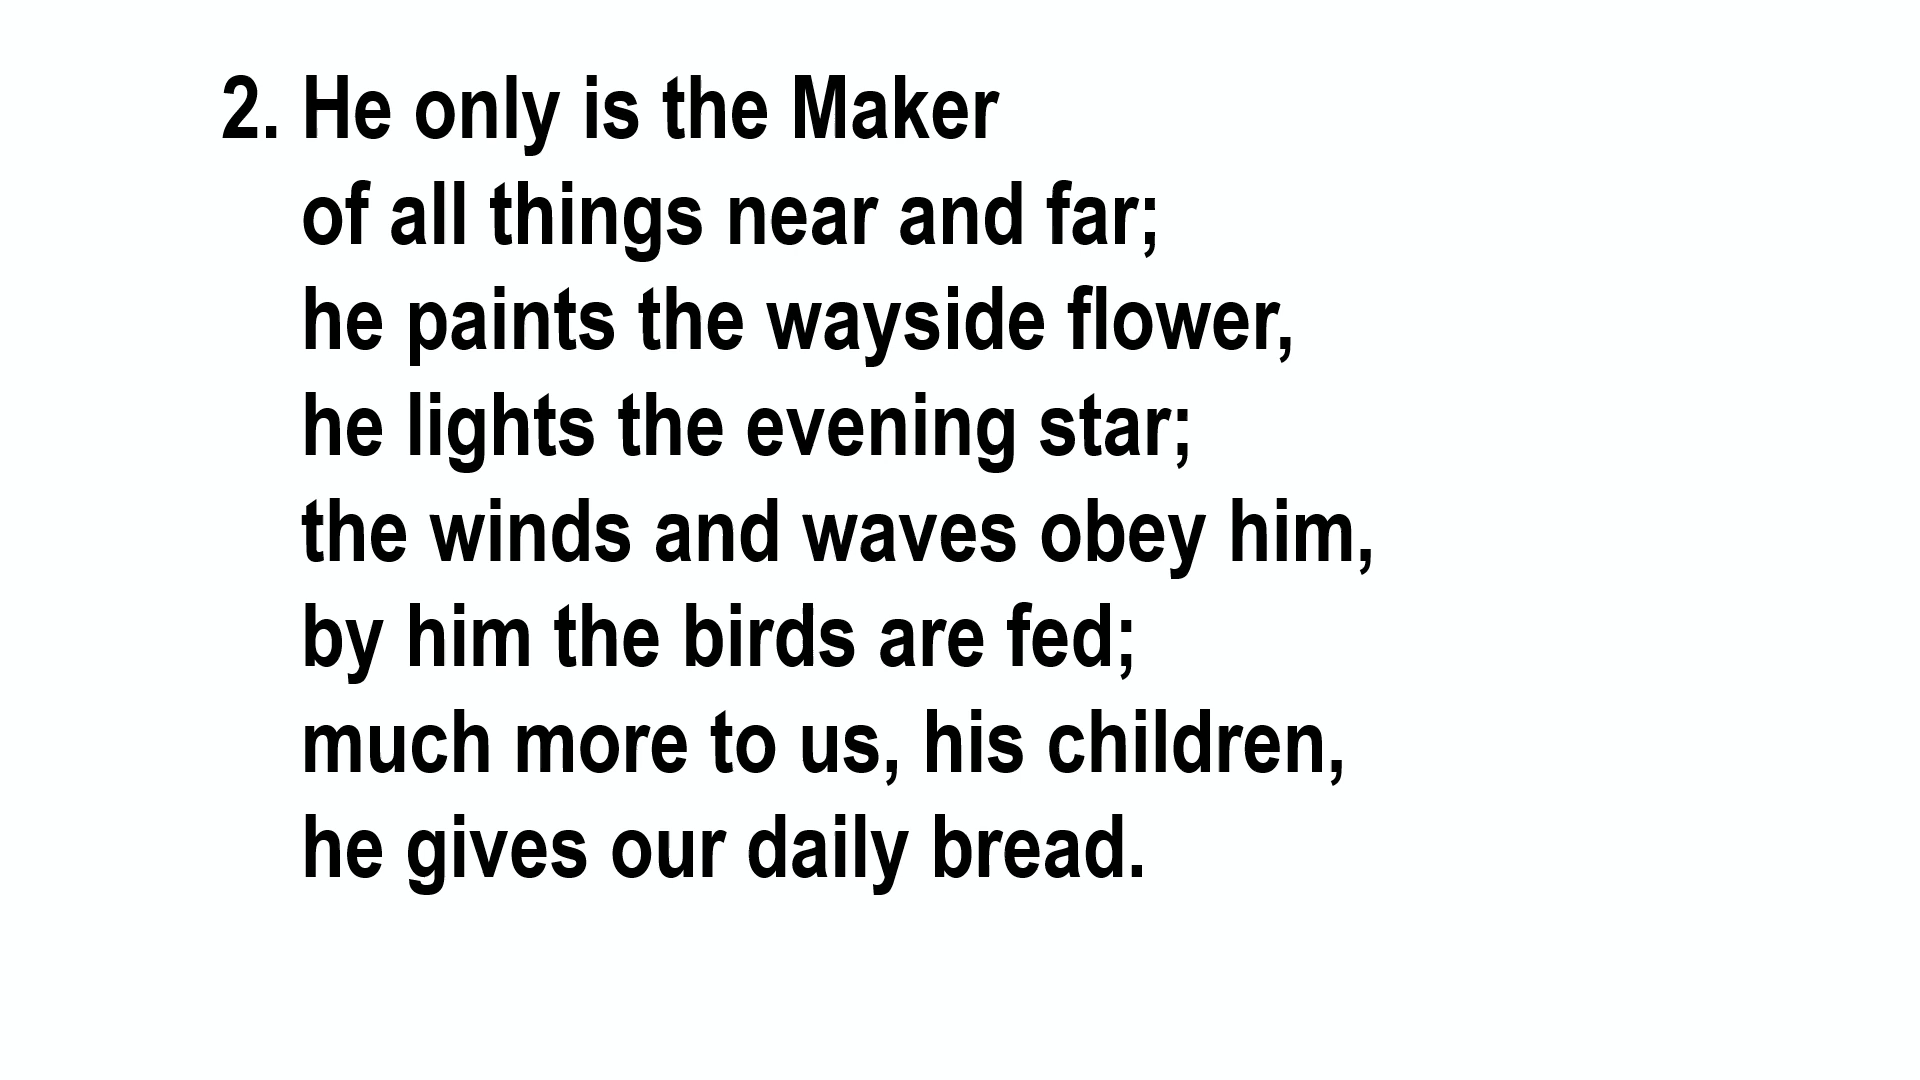 2. He only is the Maker
of all things near and far;
he paints the wayside flower,
he lights the evening star;
the winds and waves obey him,
by him the birds are fed;
much more to us, his children,
he gives our daily bread.